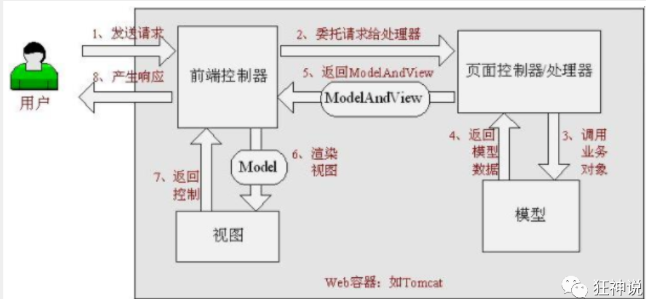 1、发送请求
2、委托请求给处理器
用户
8、产生响应
前端控制器
5、返回ModelAndView
ModelAndView
页面控制器/处理器
4、返回
模型
数据
3、调用
业务
对象
7、返回
控制
Model
6、渲染
视图
视图
模型
Web容器：如Tomcat
狂神说